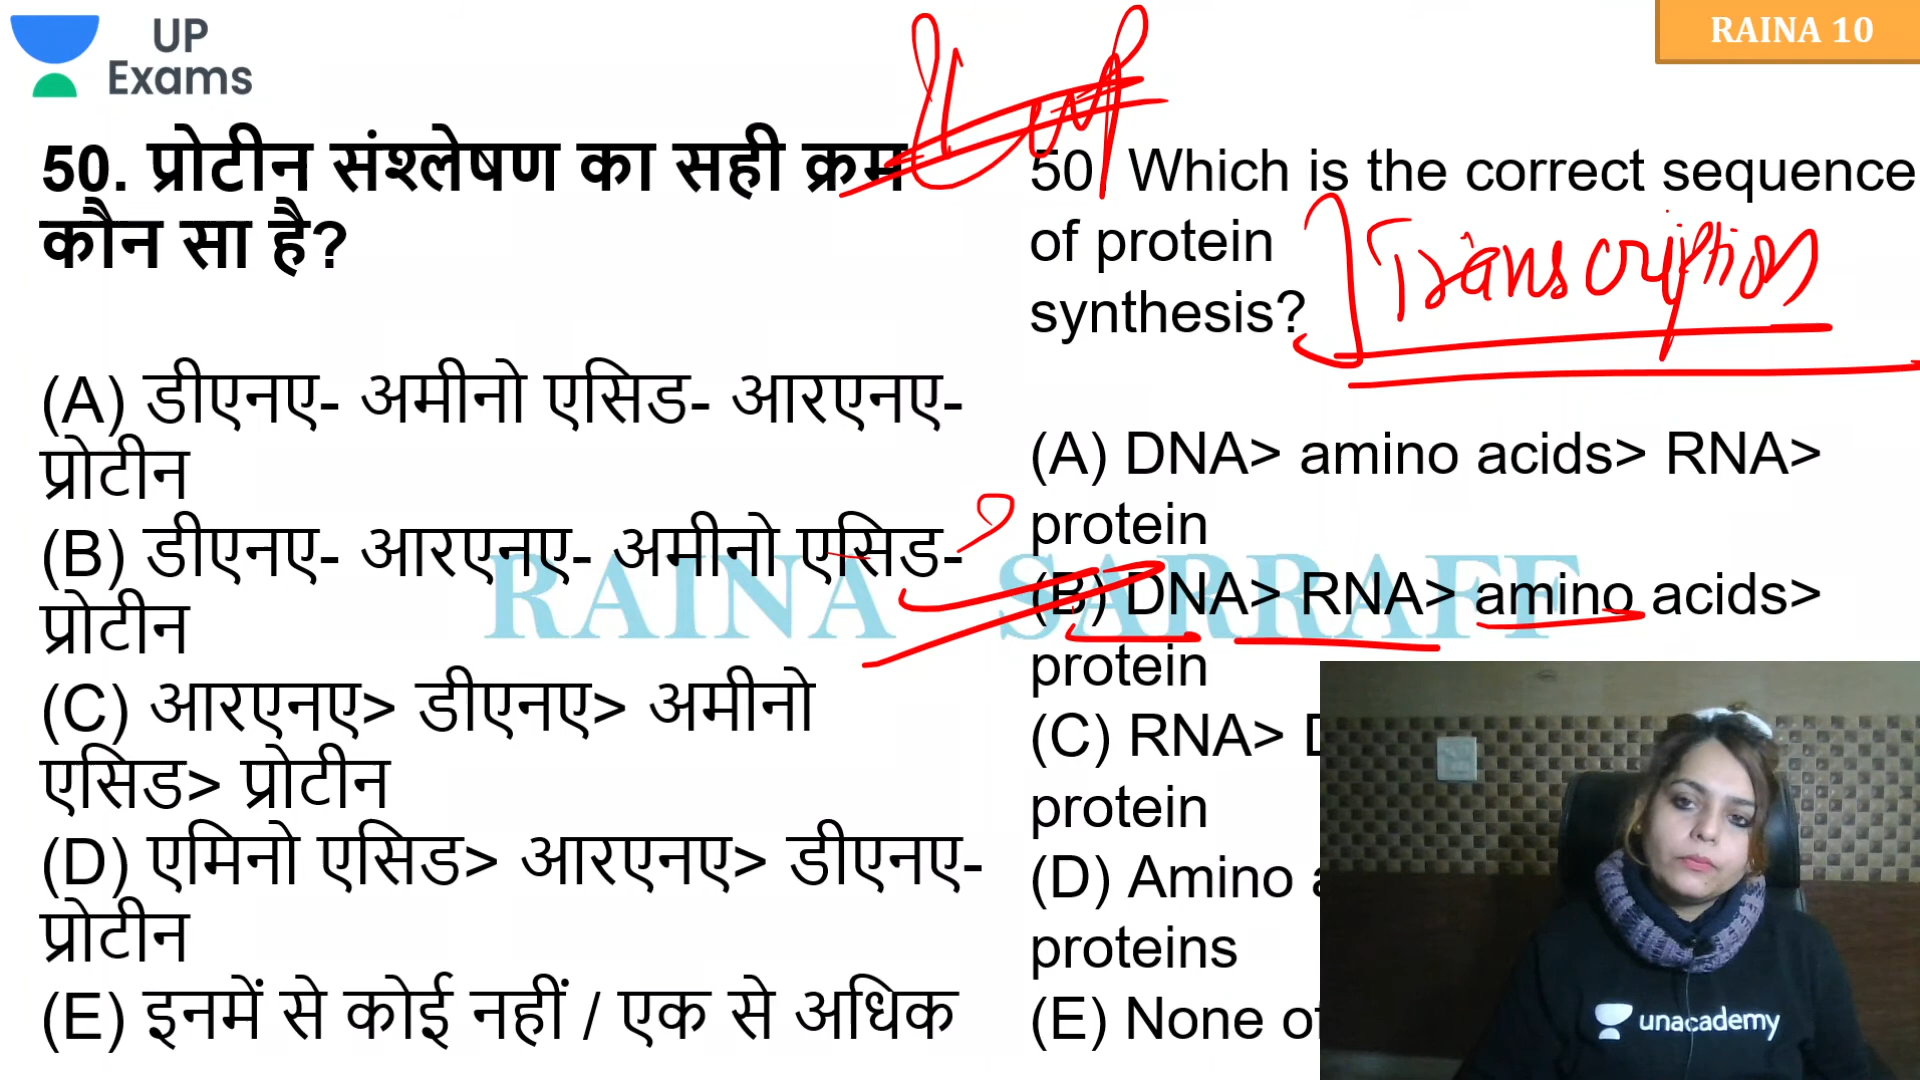 UP
Exams
RAINA 10
50. प्रोटीन संश्लेषण का सही क्रम
कौन सा है?
(A) डीएनए- अमीनो एसिड- आरएनए-
प्रोटीन
(B) डीएनए- आरएनए- अमीनो एसिड-
प्रोटीन
(C) आरएनए> डीएनए> अमीनो
एसिड> प्रोटीन
(D) एमिनो एसिड> आरएनए> डीएनए-
प्रोटीन
(E) इनमें से कोई नहीं / एक से अधिक
50 Which is the correct sequence
of protein
synthesis?
Transcription
(A) DNA> amino acids> RNA>
protein
(B) DNA> RNA> amino acids>
protein
(C) RNA>
protein
(D) Amino
proteins
(E) None of
RAINA SARRAFF
unacademy